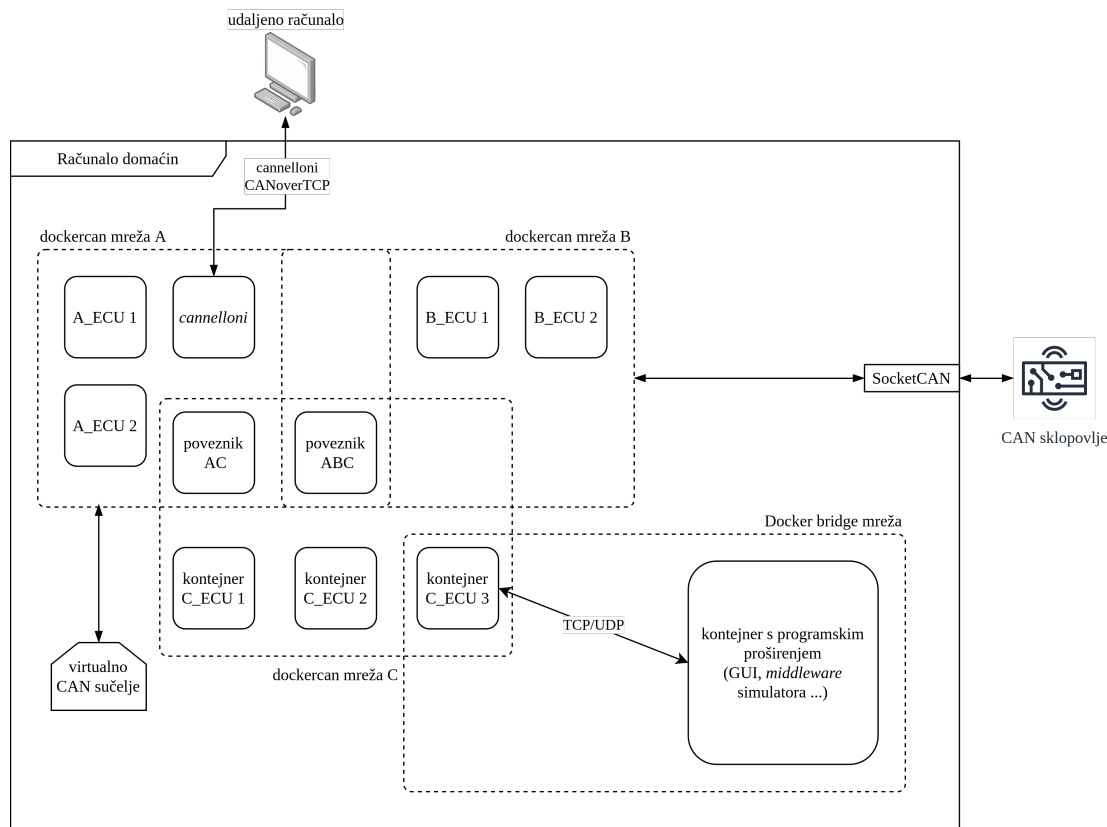 udaljeno računalo
Računalo domaćin
cannelloni
CANoverTCP
dockercan mreža A
dockercan mreža B
A_ECU 1
cannelloni
B_ECU 1
B_ECU 2
SocketCAN
CAN sklopovlje
A_ECU 2
poveznik
AC
poveznik
ABC
Docker bridge mreža
kontejner
C_ECU 1
kontejner
C_ECU 2
kontejner
C_ECU 3
TCP/UDP
kontejner s programskim
proširenjem
(GUI, middleware
simulatora ...)
dockercan mreža C
virtualno
CAN sučelje